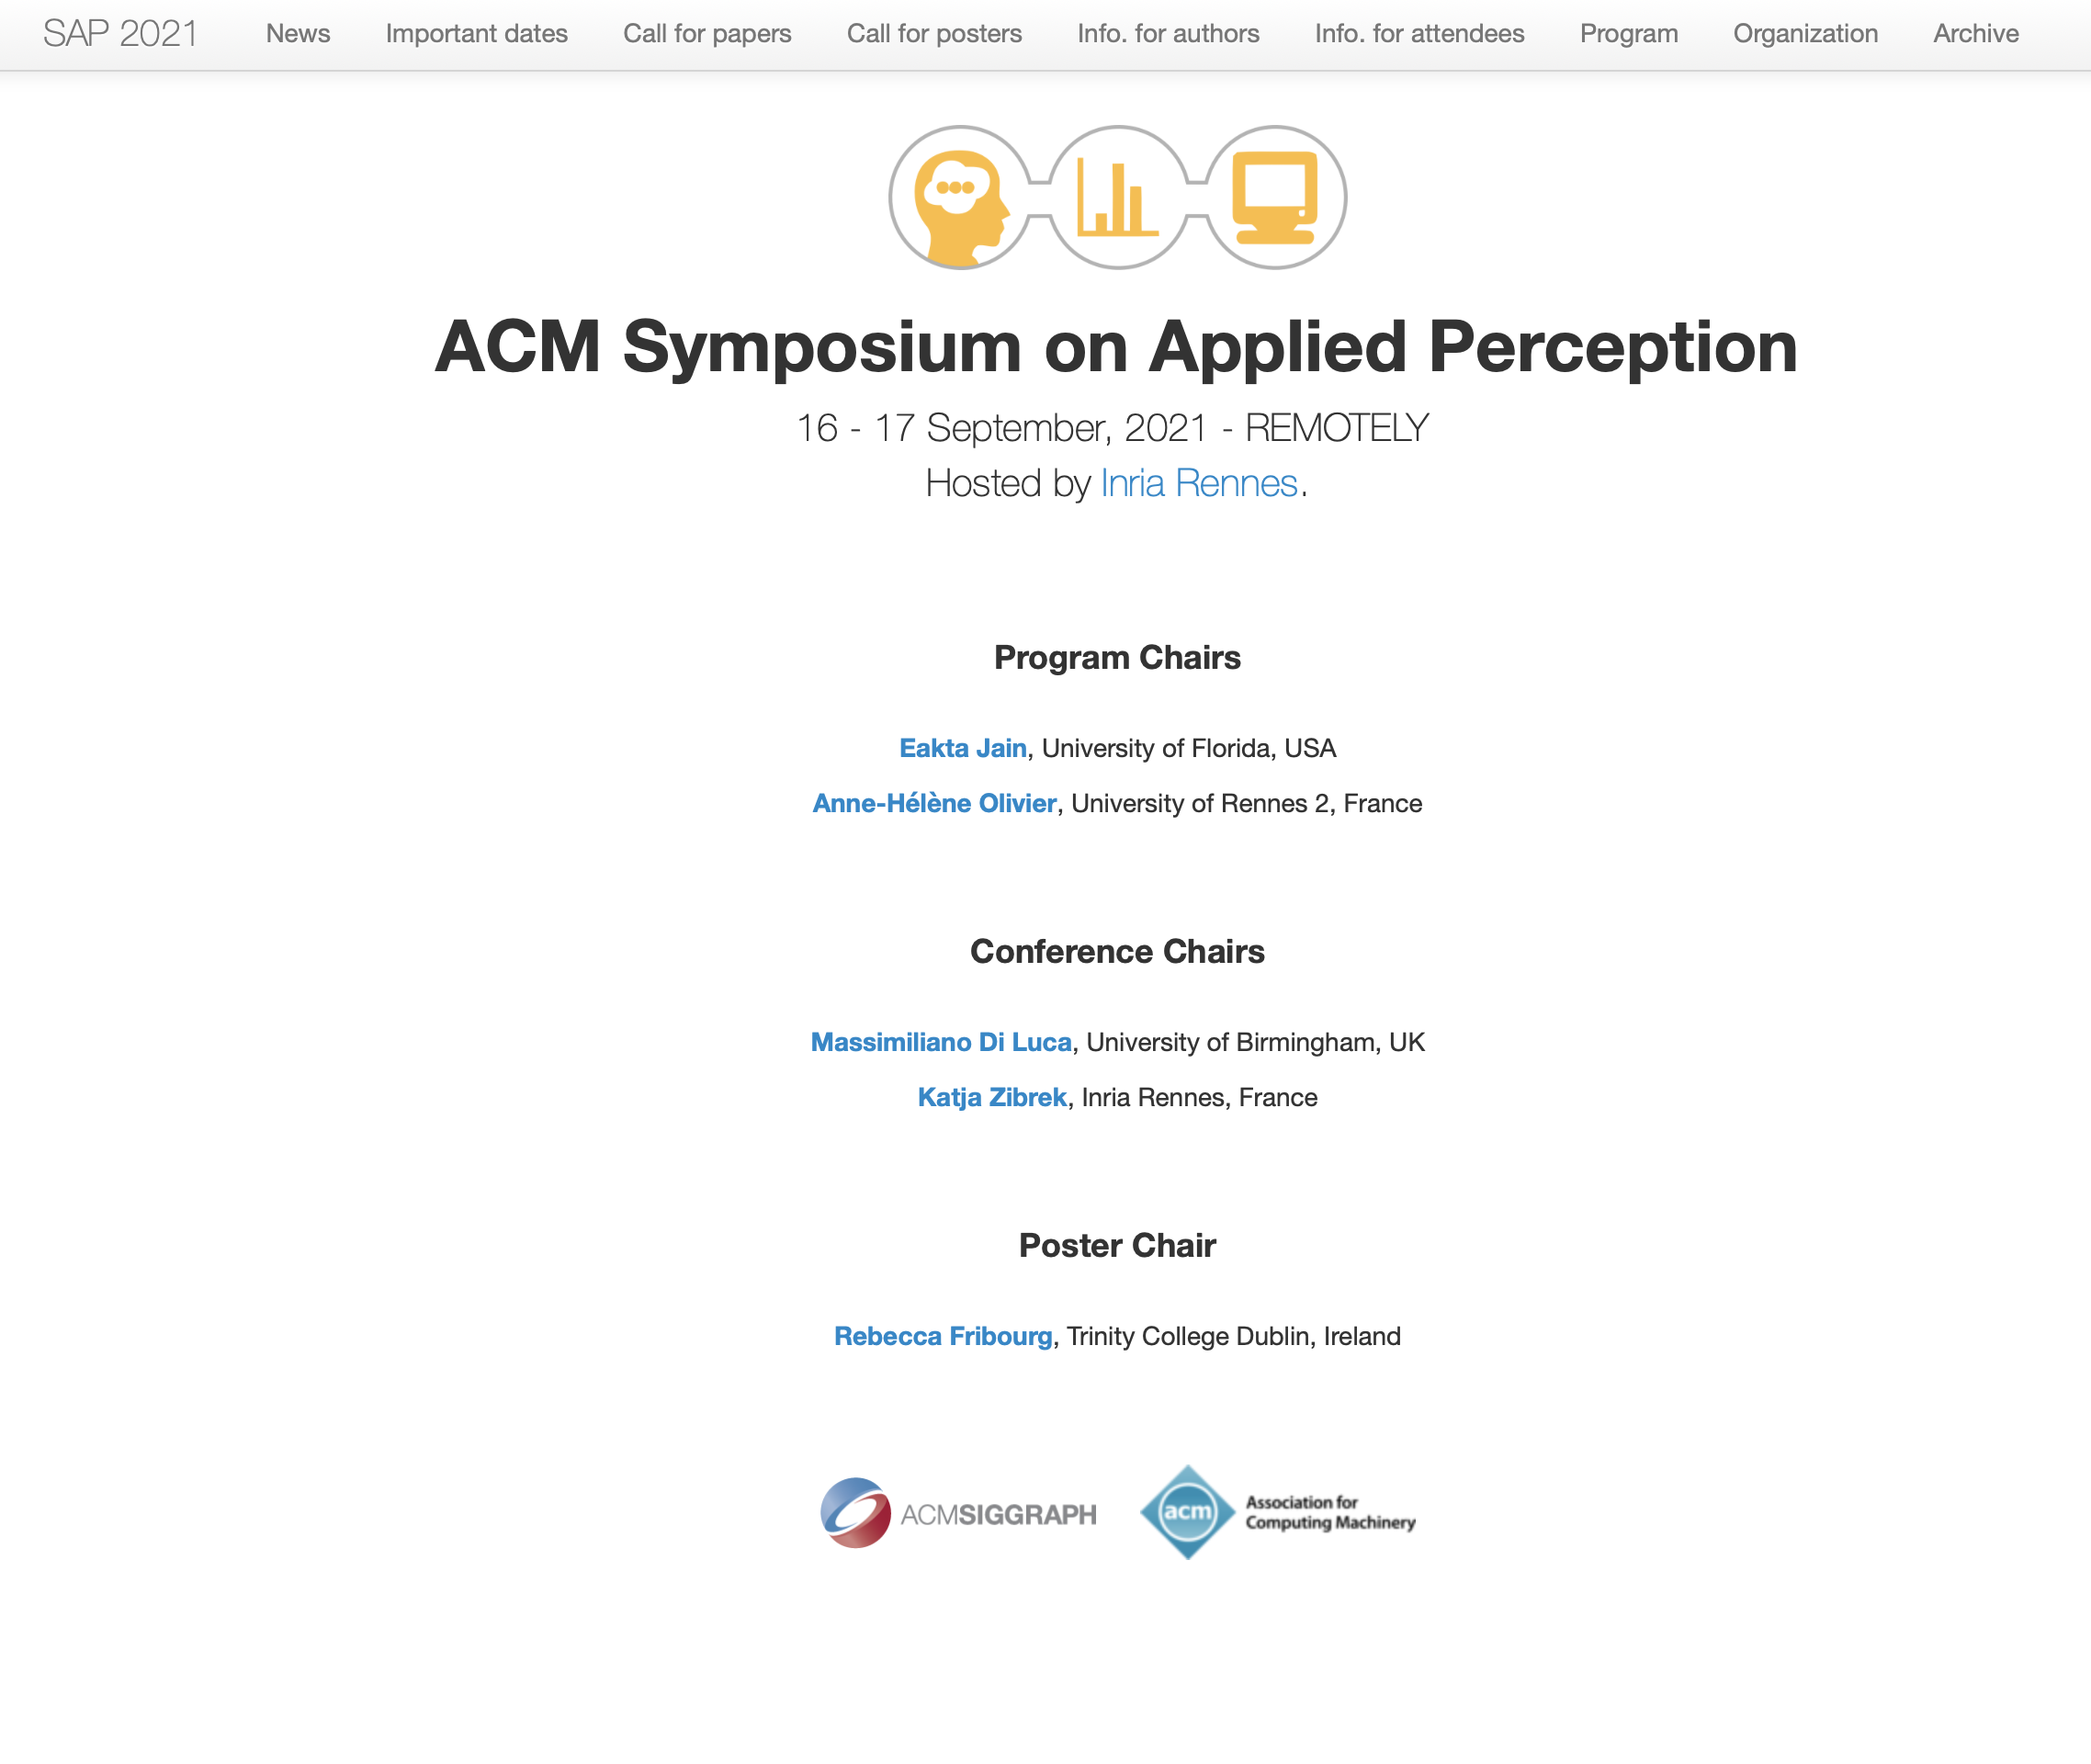 SAP 2021 News Important dates Call for papers Call for posters Info. for authors Info. for attendees Program Organization Archive
ACM Symposium on Applied Perception
16 - 17 September, 2021 - REMOTELY
Hosted by Inria Rennes.
Program Chairs
Eakta Jain, University of Florida, USA
Anne-Hélène Olivier, University of Rennes 2, France
Conference Chairs
Massimiliano Di Luca, University of Birmingham, UK
Katja Zibrek, Inria Rennes, France
Poster Chair
Rebecca Fribourg, Trinity College Dublin, Ireland
ACMSIGGRAPH
acm
Association for
Computing Machinery